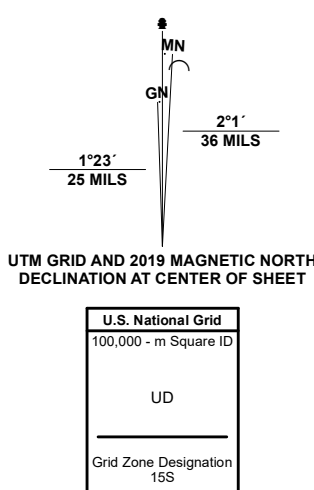 MN
GN
2°1´
36 MILS
1°23´
25 MILS
UTM GRID AND 2019 MAGNETIC NORTH
DECLINATION AT CENTER OF SHEET
U.S. National Grid
100,000 - m Square ID
UD
Grid Zone Designation
15S